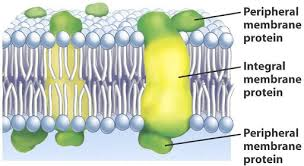 Peripheral
membrane
protein
Integral
membrane
protein
Peripheral
membrane
protein